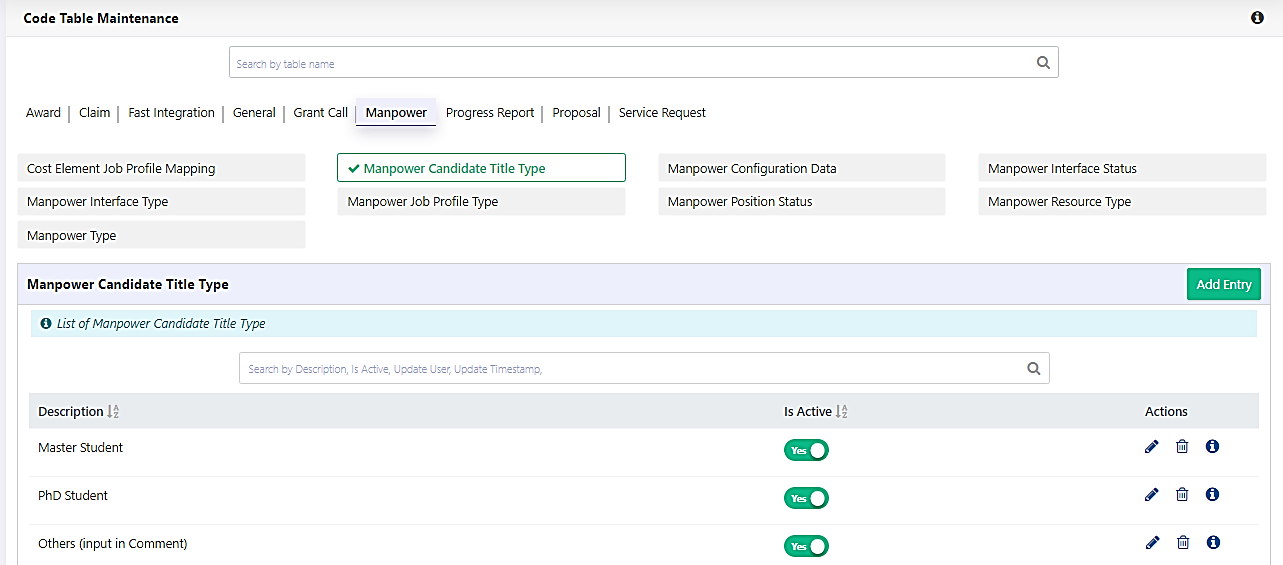 Code Table Maintenance
Search by table name
Award | Claim | Fast Integration | General | Grant Call | Manpower Progress Report | Proposal | Service Request
Cost Element Job Profile Mapping Manpower Candidate Title Type Manpower Configuration Data Manpower Interface Status
Manpower Interface Type Manpower Job Profile Type Manpower Position Status Manpower Resource Type
Manpower Type
Manpower Candidate Title Type Add Entry
List of Manpower Candidate Title Type
Search by Description, Is Active, Update User, Update Timestamp,
Description Is Active Actions
Master Student Yes
PhD Student Yes
Others (input in Comment) Yes